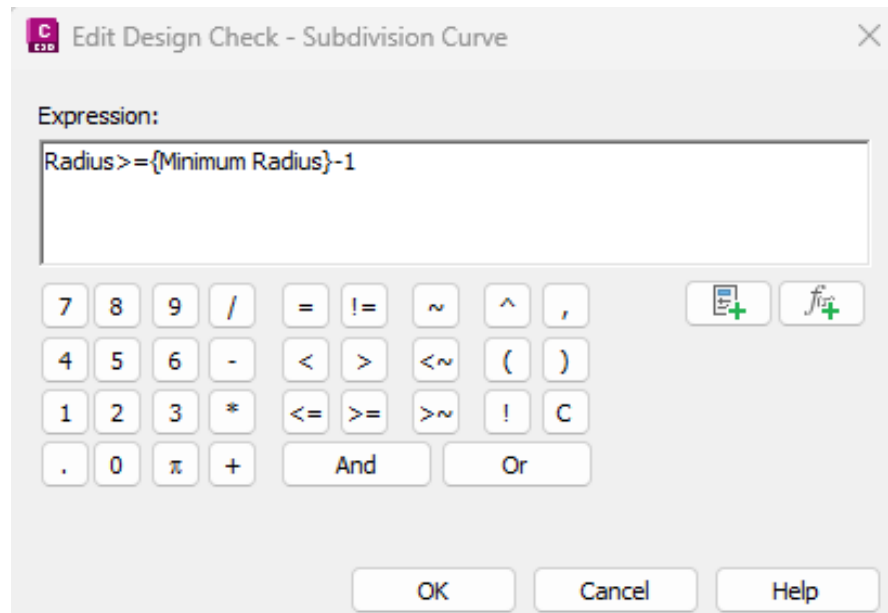 C
C3D
Edit Design Check - Subdivision Curve
Expression:
Radius>={Minimum Radius}-1
7 8 9 / = != ~ ^ ,
4 5 6 - < > <~ ( )
1 2 3 * <= >= >~ ! C
. 0 π + And Or
OK Cancel Help